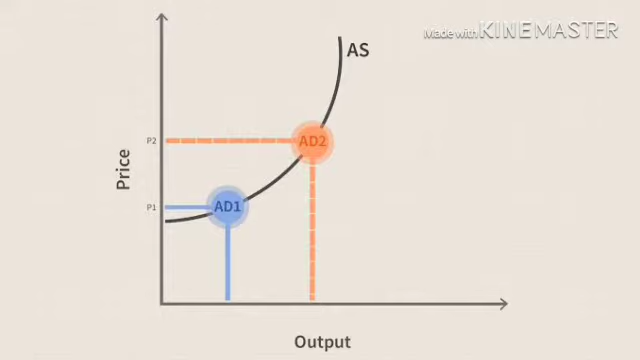 Made with KINEMASTER
AS
P2
AD2
Price
P1
AD1
Output